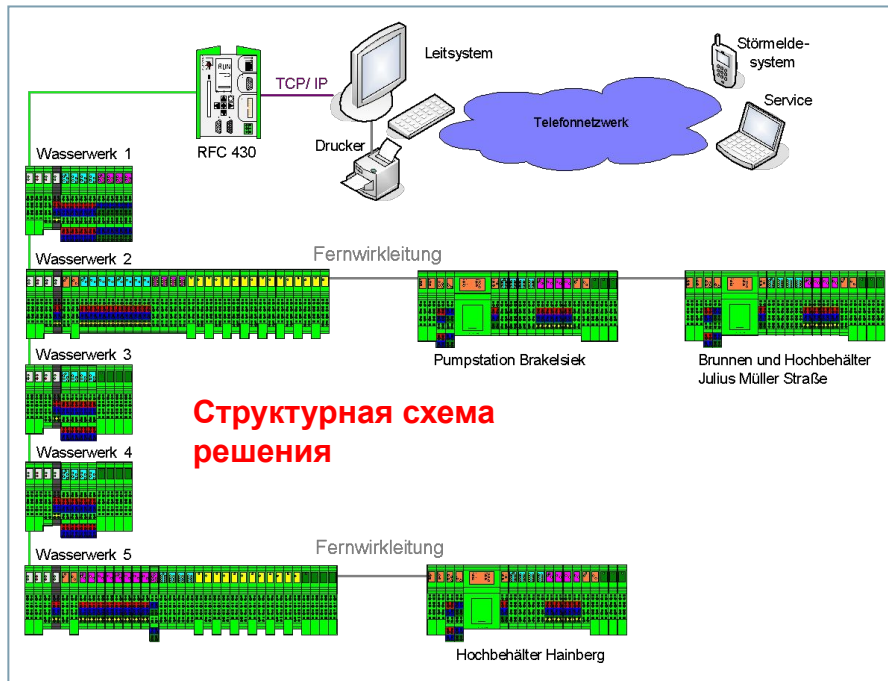 Leitsystem
Störmelde-
system
TCP/ IP
Service
Telefonnetzwerk
Drucker
RFC 430
RUN
Wasserwerk 1
Wasserwerk 2
Fernwirkleitung
Pumpstation Brakelsiek
Brunnen und Hochbehälter
Julius Müller Straße
Wasserwerk 3
Структурная схема
решения
Wasserwerk 4
Wasserwerk 5
Fernwirkleitung
Hochbehälter Hainberg